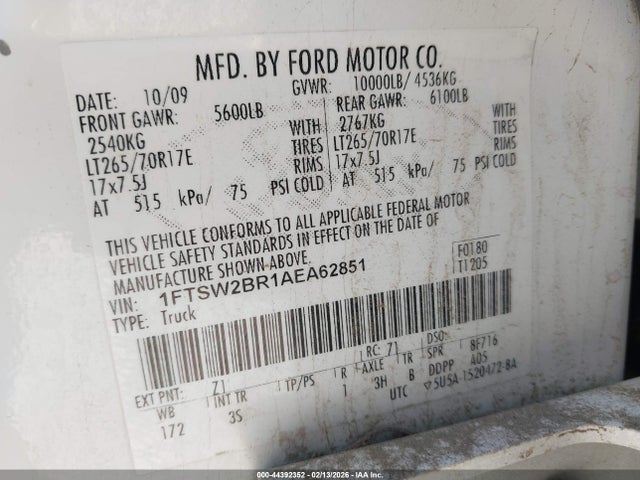 MFD. BY FORD MOTOR CO.
DATE: 10/09 GVWR: 10000LB/ 4536KG
FRONT GAWR: 5600LB REAR GAWR: 6100LB
2540KG WITH 2767KG WITH
LT265/70R17E TIRES LT265/70R17E TIRES
17x7.5J RIMS 17x7.5J RIMS
AT 515 kPa/ 75 PSI COLD AT 515 kPa/ 75 PSI COLD
THIS VEHICLE CONFORMS TO ALL APPLICABLE FEDERAL MOTOR
VEHICLE SAFETY STANDARDS IN EFFECT ON THE DATE OF
MANUFACTURE SHOWN ABOVE.
VIN: 1FTSW2BR1AEA62851 F0180
TYPE: Truck T1205
EXT PNT: Z1 RC: 71 DSO:
WB INT TR TP/PS R AXLE TR SPR 8F716
172 3S 1 3H B DDPP A05
UTC 5U5A 1520472 BA
000-44392352 | 02/13/2026 - IAA Inc.